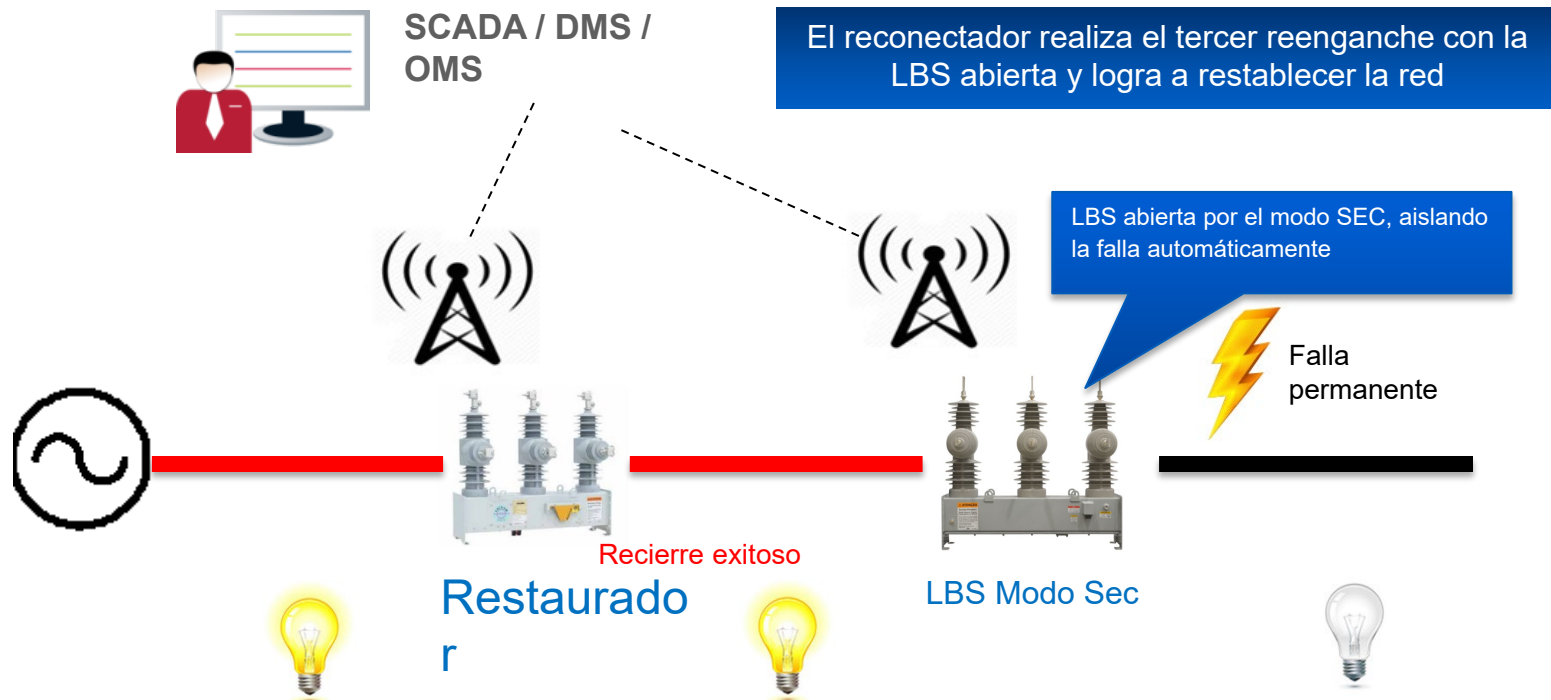 SCADA / DMS /
OMS
El reconectador realiza el tercer reenganche con la
LBS abierta y logra a restablecer la red
LBS abierta por el modo SEC, aislando
la falla automáticamente
Falla
permanente
Recierre exitoso
Restaurado
r
LBS Modo Sec